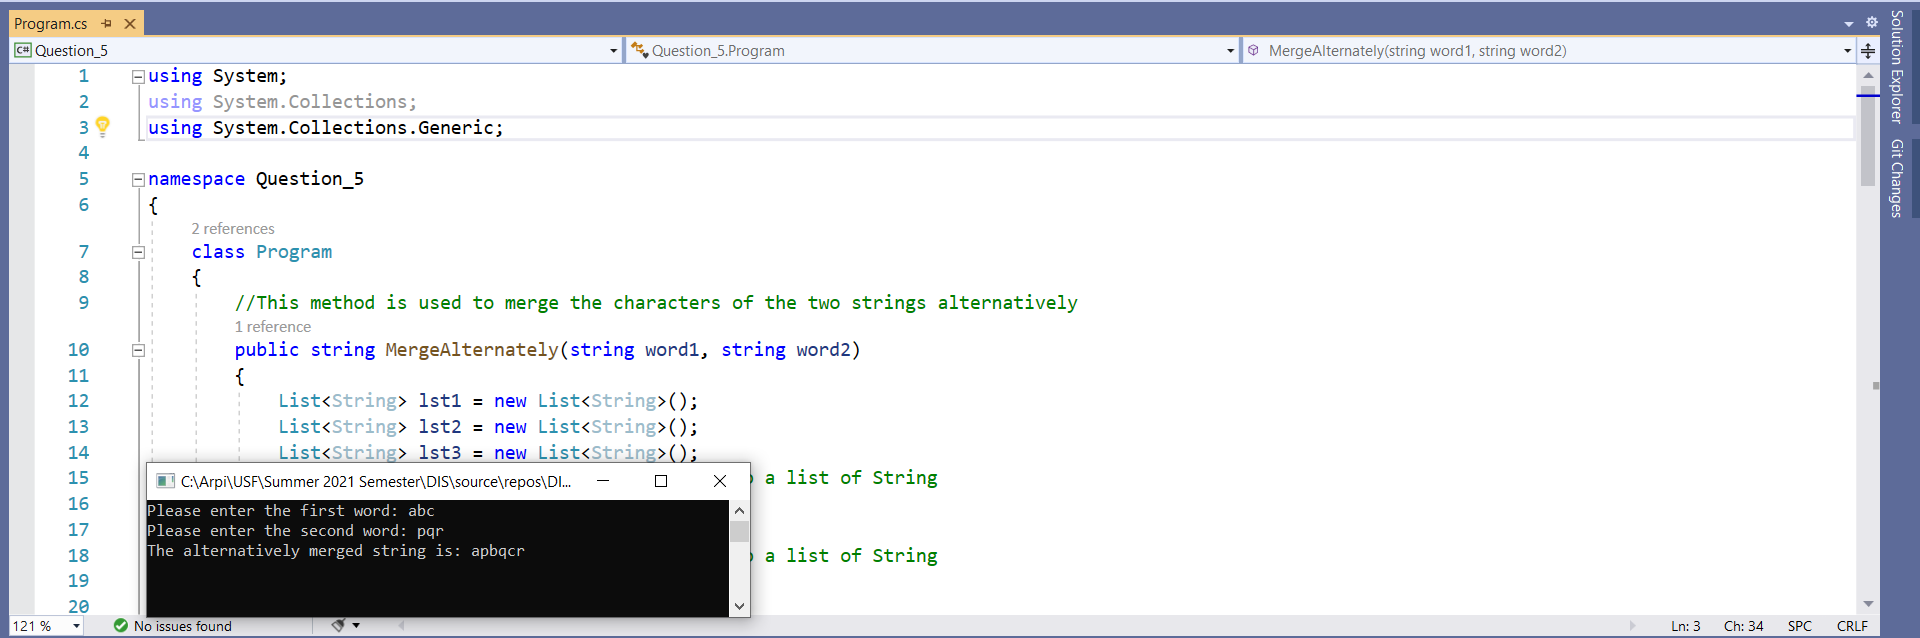 Program.cs
C# Question_5
Question_5.Program
MergeAlternately(string word1, string word2)
Solution Explorer
Git Changes
1 using System;
2 using System.Collections;
3 using System.Collections.Generic;
4
5 namespace Question_5
6 {
2 references
7 class Program
8 {
9 //This method is used to merge the characters of the two strings alternatively
1 reference
10 public string MergeAlternately(string word1, string word2)
11 {
12 List<String> lst1 = new List<String>();
13 List<String> lst2 = new List<String>();
14 List<String> lst3 = new List<String>();
15 a list of String
16
17
18 a list of String
19
20
C:\Arpi\USF\Summer 2021 Semester\DIS\source\repos\DI...
Please enter the first word: abc
Please enter the second word: pqr
The alternatively merged string is: apbqcr
121 % No issues found Ln: 3 Ch: 34 SPC CRLF